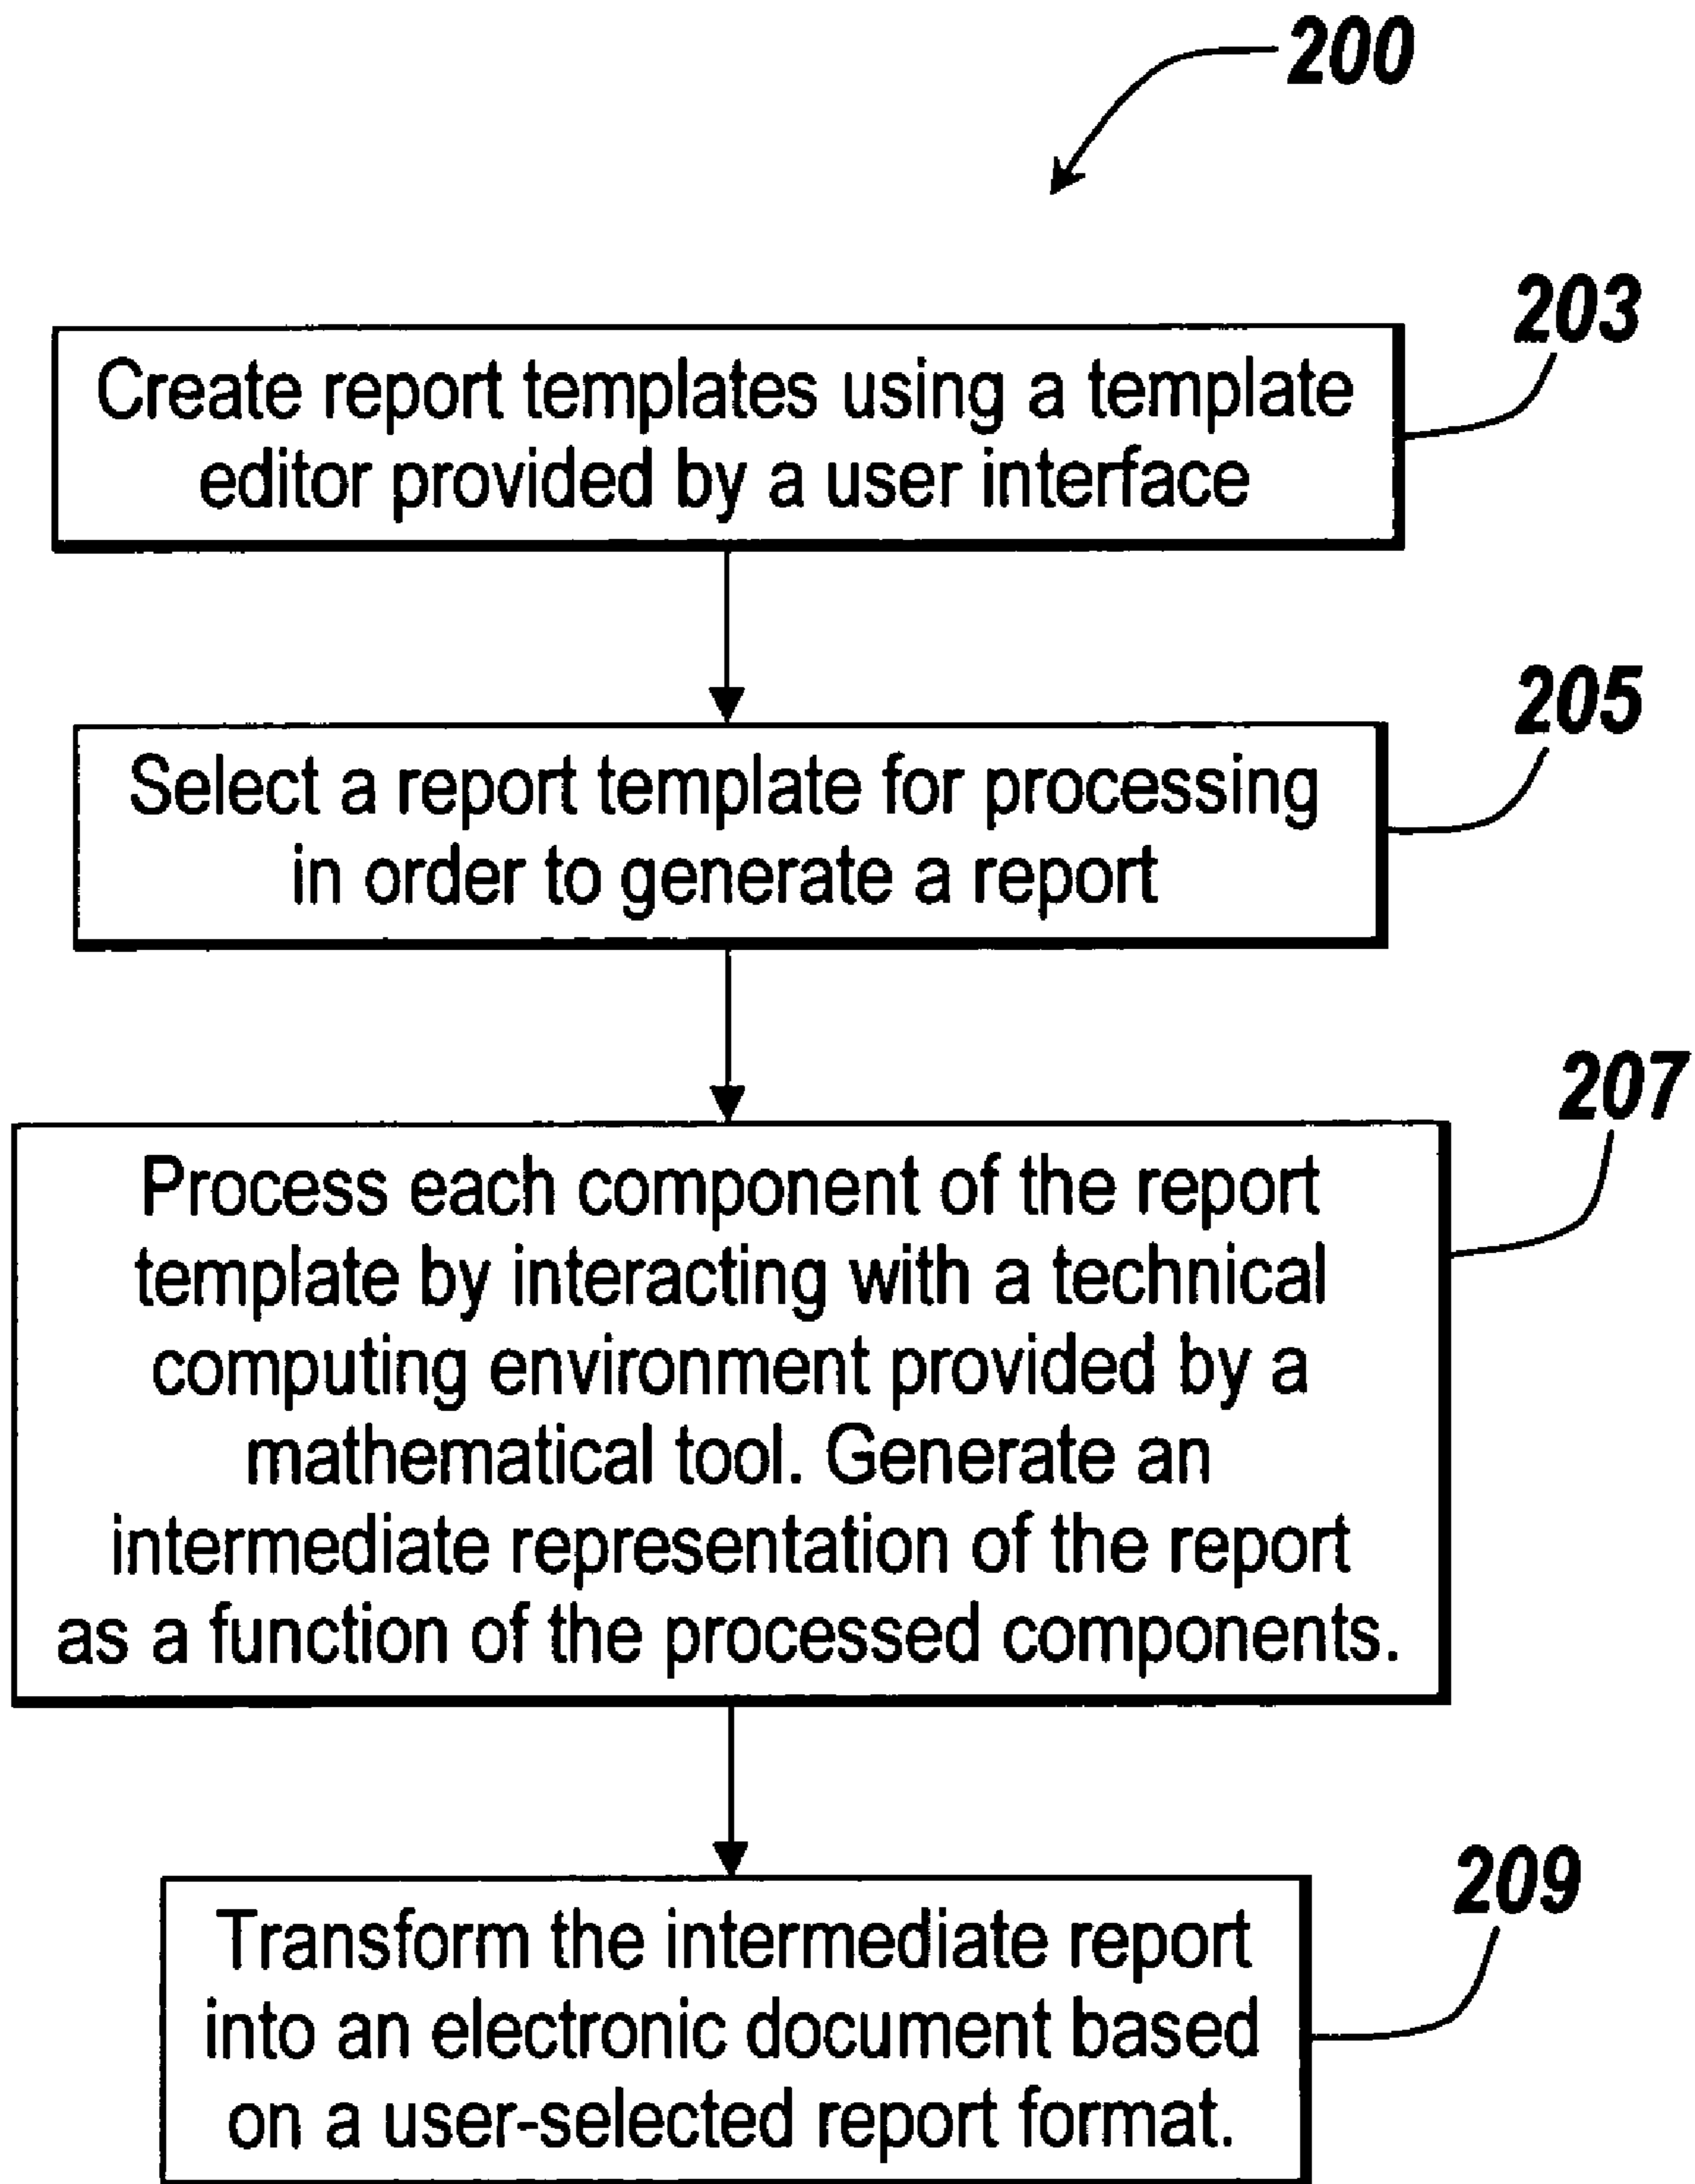 200
203
Create report templates using a template
editor provided by a user interface
205
Select a report template for processing
in order to generate a report
207
Process each component of the report
template by interacting with a technical
computing environment provided by a
mathematical tool. Generate an
intermediate representation of the report
as a function of the processed components.
209
Transform the intermediate report
into an electronic document based
on a user-selected report format.